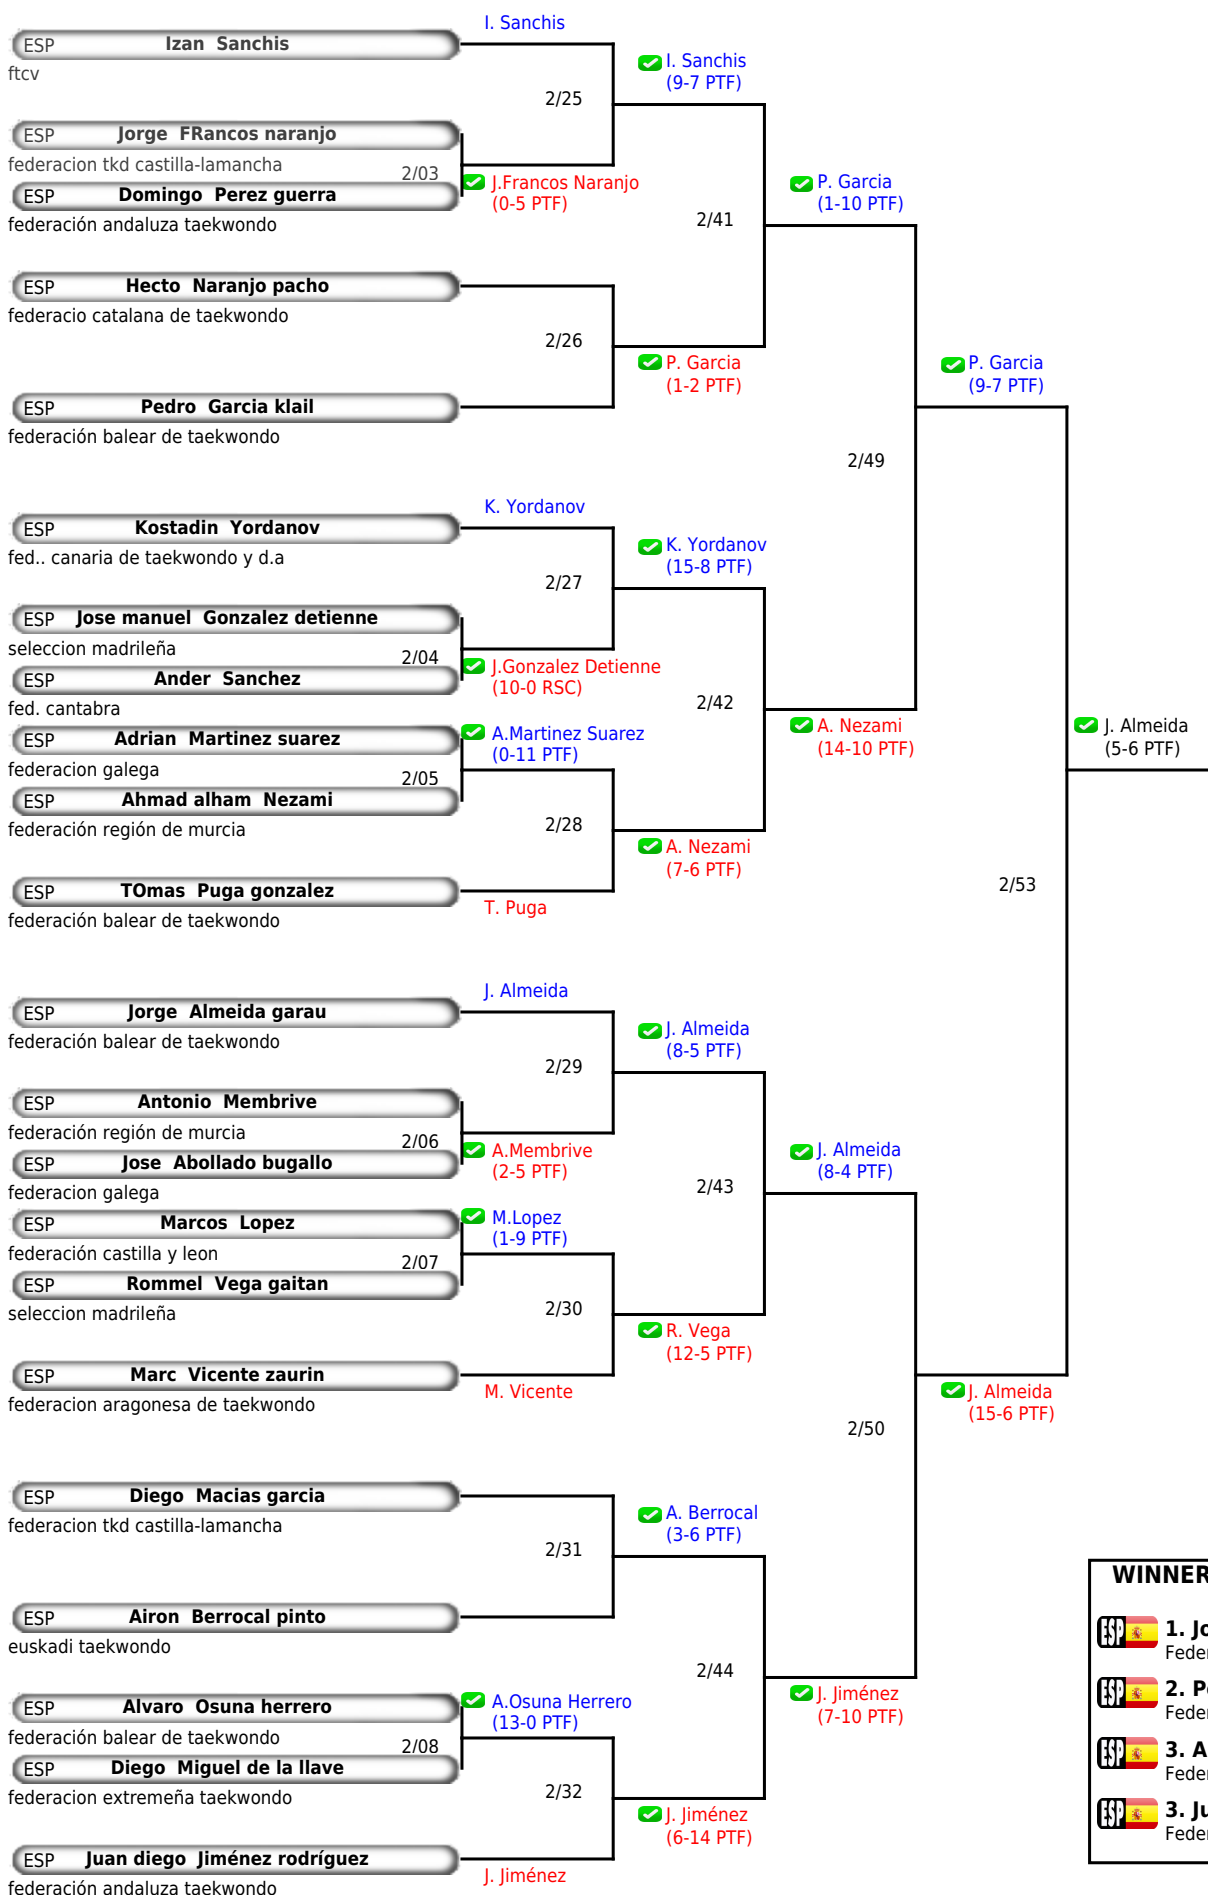 I. Sanchis
ESP Izan Sanchis
ftcv
I. Sanchis
(9-7 PTF)
2/25
ESP Jorge FRancos naranjo
federacion tkd castilla-lamancha
2/03
J.Francos Naranjo
(0-5 PTF)
ESP Domingo Perez guerra
federación andaluza taekwondo
P. Garcia
(1-10 PTF)
2/41
ESP Hecto Naranjo pacho
federacio catalana de taekwondo
2/26
P. Garcia
(1-2 PTF)
P. Garcia
(9-7 PTF)
ESP Pedro Garcia klail
federación balear de taekwondo
2/49
K. Yordanov
ESP Kostadin Yordanov
fed.. canaria de taekwondo y d.a
K. Yordanov
(15-8 PTF)
2/27
ESP Jose manuel Gonzalez detienne
seleccion madrileña
2/04
J.Gonzalez Detienne
(10-0 RSC)
ESP Ander Sanchez
fed. cantabra
2/42
A. Nezami
(14-10 PTF)
J. Almeida
(5-6 PTF)
ESP Adrian Martinez suarez
federacion galega
A.Martinez Suarez
(0-11 PTF)
2/05
ESP Ahmad alham Nezami
federación región de murcia
2/28
A. Nezami
(7-6 PTF)
ESP TOmas Puga gonzalez
federación balear de taekwondo
T. Puga
2/53
J. Almeida
ESP Jorge Almeida garau
federación balear de taekwondo
J. Almeida
(8-5 PTF)
2/29
ESP Antonio Membrive
federación región de murcia
2/06
A.Membrive
(2-5 PTF)
ESP Jose Abollado bugallo
federacion galega
J. Almeida
(8-4 PTF)
2/43
ESP Marcos Lopez
federación castilla y leon
M.Lopez
(1-9 PTF)
2/07
ESP Rommel Vega gaitan
seleccion madrileña
2/30
R. Vega
(12-5 PTF)
ESP Marc Vicente zaurin
federacion aragonesa de taekwondo
M. Vicente
J. Almeida
(15-6 PTF)
2/50
ESP Diego Macias garcia
federacion tkd castilla-lamancha
A. Berrocal
(3-6 PTF)
2/31
ESP Airon Berrocal pinto
euskadi taekwondo
2/44
J. Jiménez
(7-10 PTF)
ESP Alvaro Osuna herrero
federación balear de taekwondo
A.Osuna Herrero
(13-0 PTF)
2/08
ESP Diego Miguel de la llave
federacion extremeña taekwondo
2/32
J. Jiménez
(6-14 PTF)
ESP Juan diego Jiménez rodríguez
federación andaluza taekwondo
J. Jiménez
WINNER
ESP 1. Jo
Feder
ESP 2. Pe
Feder
ESP 3. A
Feder
ESP 3. Ju
Feder